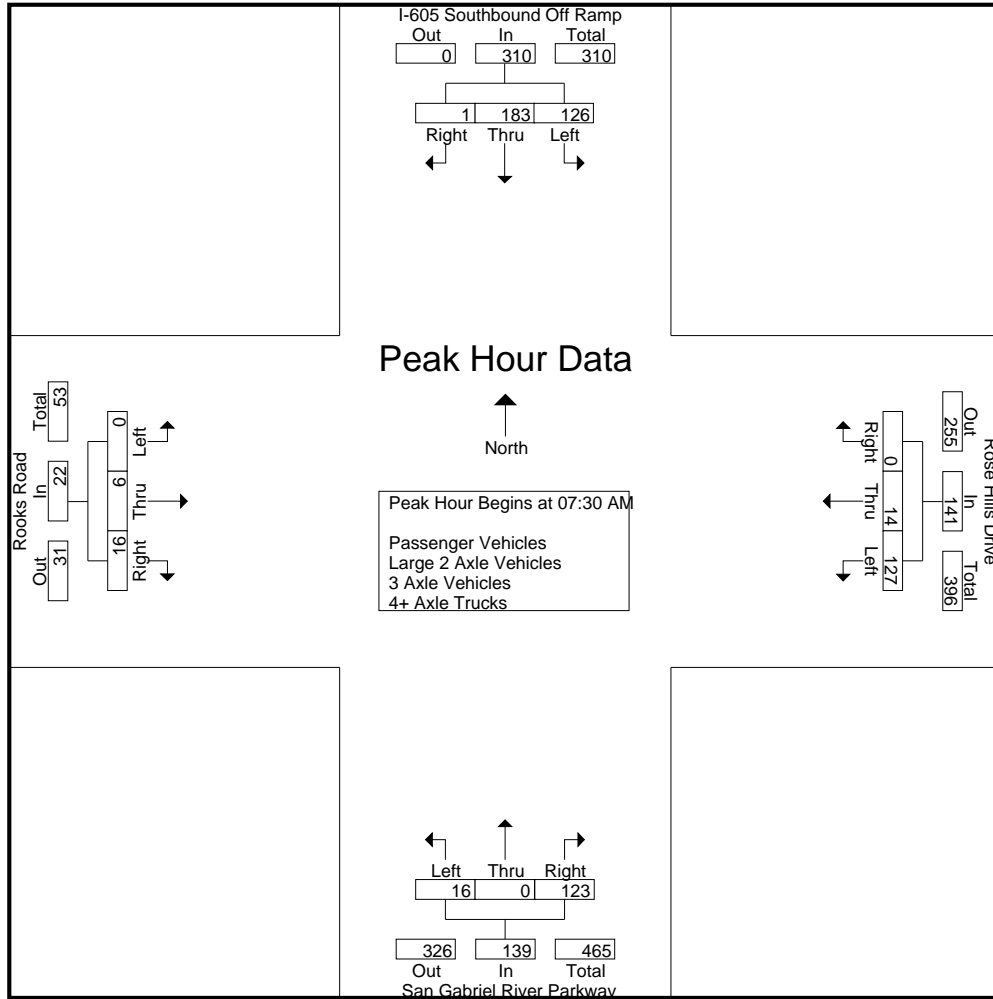 I-605 Southbound Off Ramp
Out In Total
0 310 310
1 183 126
Right Thru Left
Peak Hour Data
North
Peak Hour Begins at 07:30 AM
Passenger Vehicles
Large 2 Axle Vehicles
3 Axle Vehicles
4+ Axle Trucks
Rooks Road
Out In Total
31 22 53
0 6 16
Left Thru Right
Rose Hills Drive
Out In Total
255 141 396
0 14 127
Right Thru Left
Left Thru Right
16 0 123
326 139 465
Out In Total
San Gabriel River Parkway